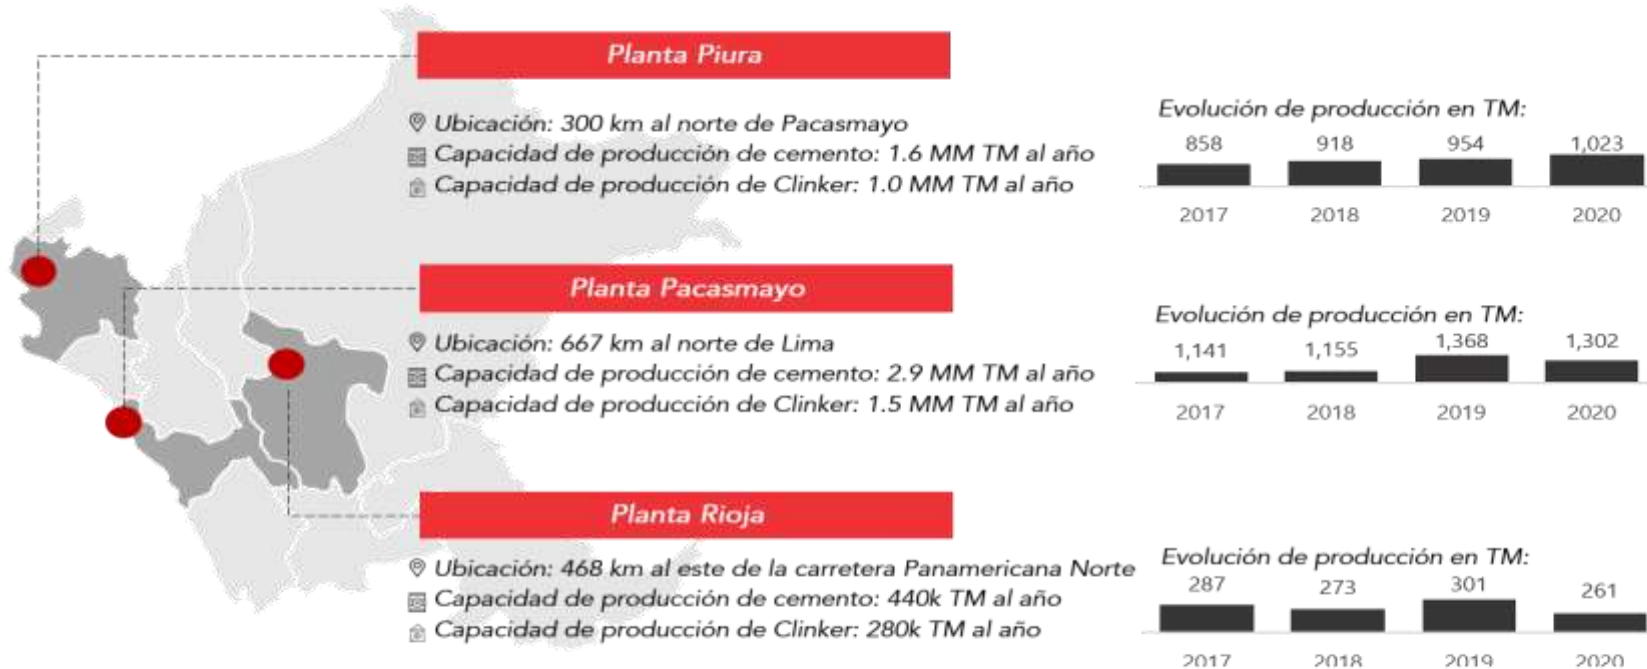 Planta Piura
Ubicación: 300 km al norte de Pacasmayo
Capacidad de producción de cemento: 1.6 MM TM al año
Capacidad de producción de Clinker: 1.0 MM TM al año
Evolución de producción en TM:
858 918 954 1,023
2017 2018 2019 2020
Planta Pacasmayo
Ubicación: 667 km al norte de Lima
Capacidad de producción de cemento: 2.9 MM TM al año
Capacidad de producción de Clinker: 1.5 MM TM al año
Evolución de producción en TM:
1,141 1,155 1,368 1,302
2017 2018 2019 2020
Planta Rioja
Ubicación: 468 km al este de la carretera Panamericana Norte
Capacidad de producción de cemento: 440k TM al año
Capacidad de producción de Clinker: 280k TM al año
Evolución de producción en TM:
287 273 301 261
2017 2018 2019 2020